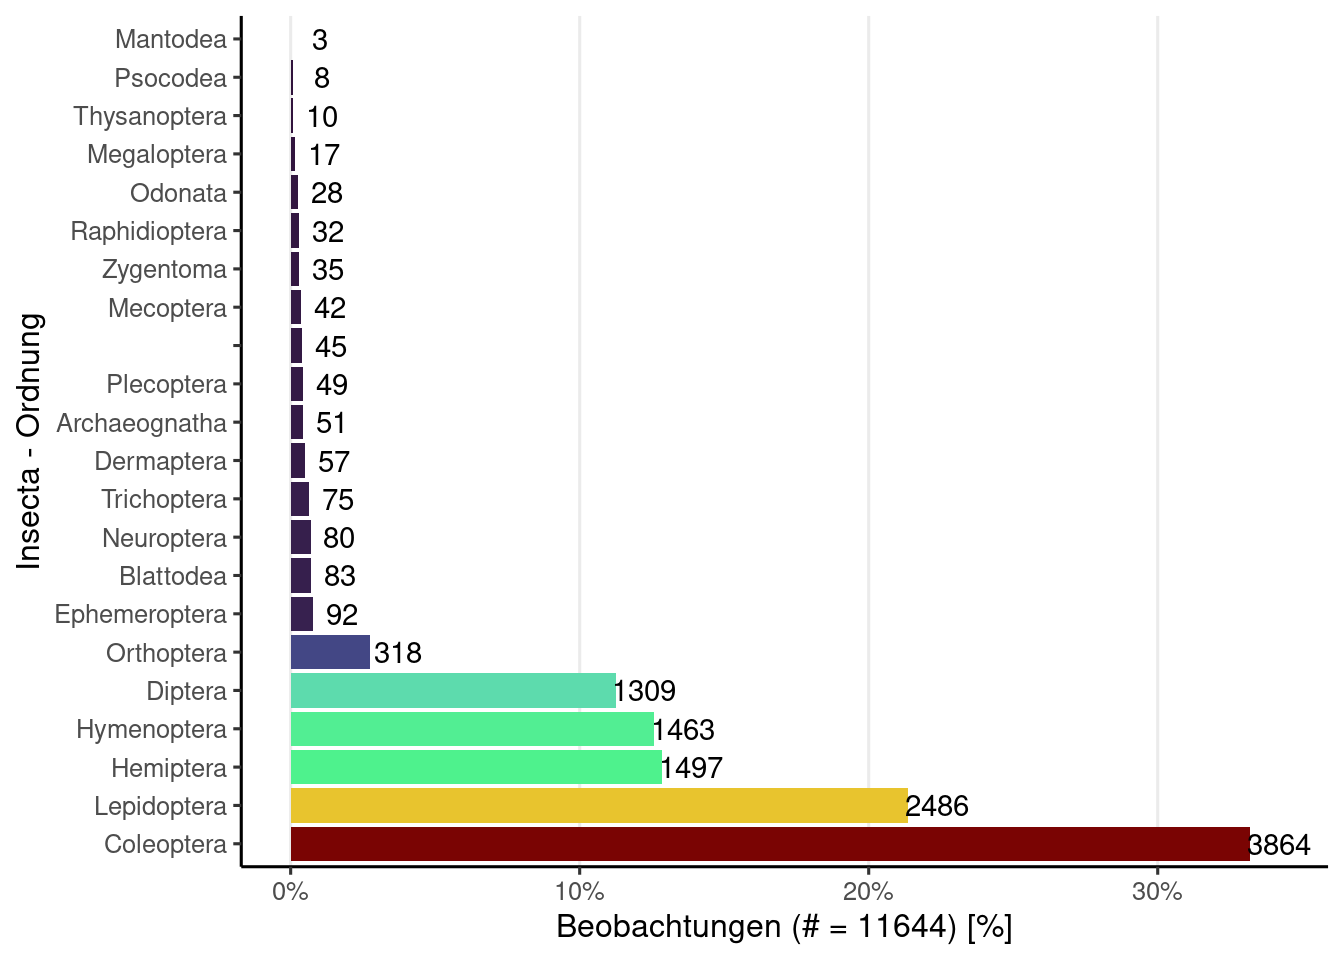 Mantodea 3
Psocodea 8
Thysanoptera 10
Megaloptera 17
Odonata 28
Raphidioptera 32
Zygentoma 35
Mecoptera 42
45
Plecoptera 49
Archaeognatha 51
Dermaptera 57
Trichoptera 75
Neuroptera 80
Blattodea 83
Ephemeroptera 92
Orthoptera 318
Diptera 1309
Hymenoptera 1463
Hemiptera 1497
Lepidoptera 2486
Coleoptera 3864
0% 10% 20% 30%
Beobachtungen (# = 11644) [%]
Insecta - Ordnung